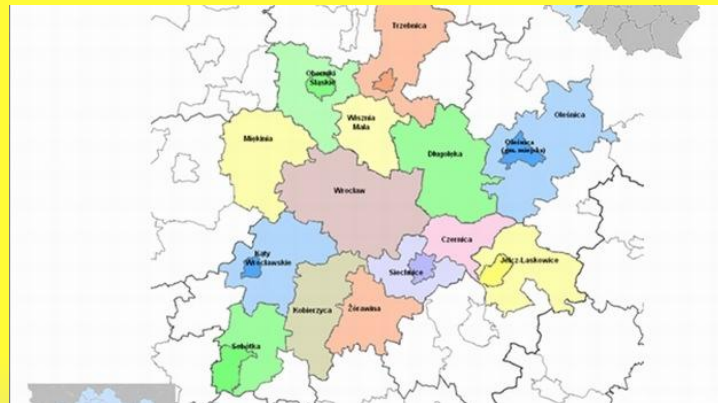 Trzebnica
Oborniki
Śląskie
Wisznia
Mała
Oleśnica
Miękinia
Długołęka
Oleśnica
(gm. miejska)
Wrocław
Czernica
Kąty
Wrocławskie
Siechnice
Jelcz-Laskowice
Kobierzyca
Żórawina
Sobótka